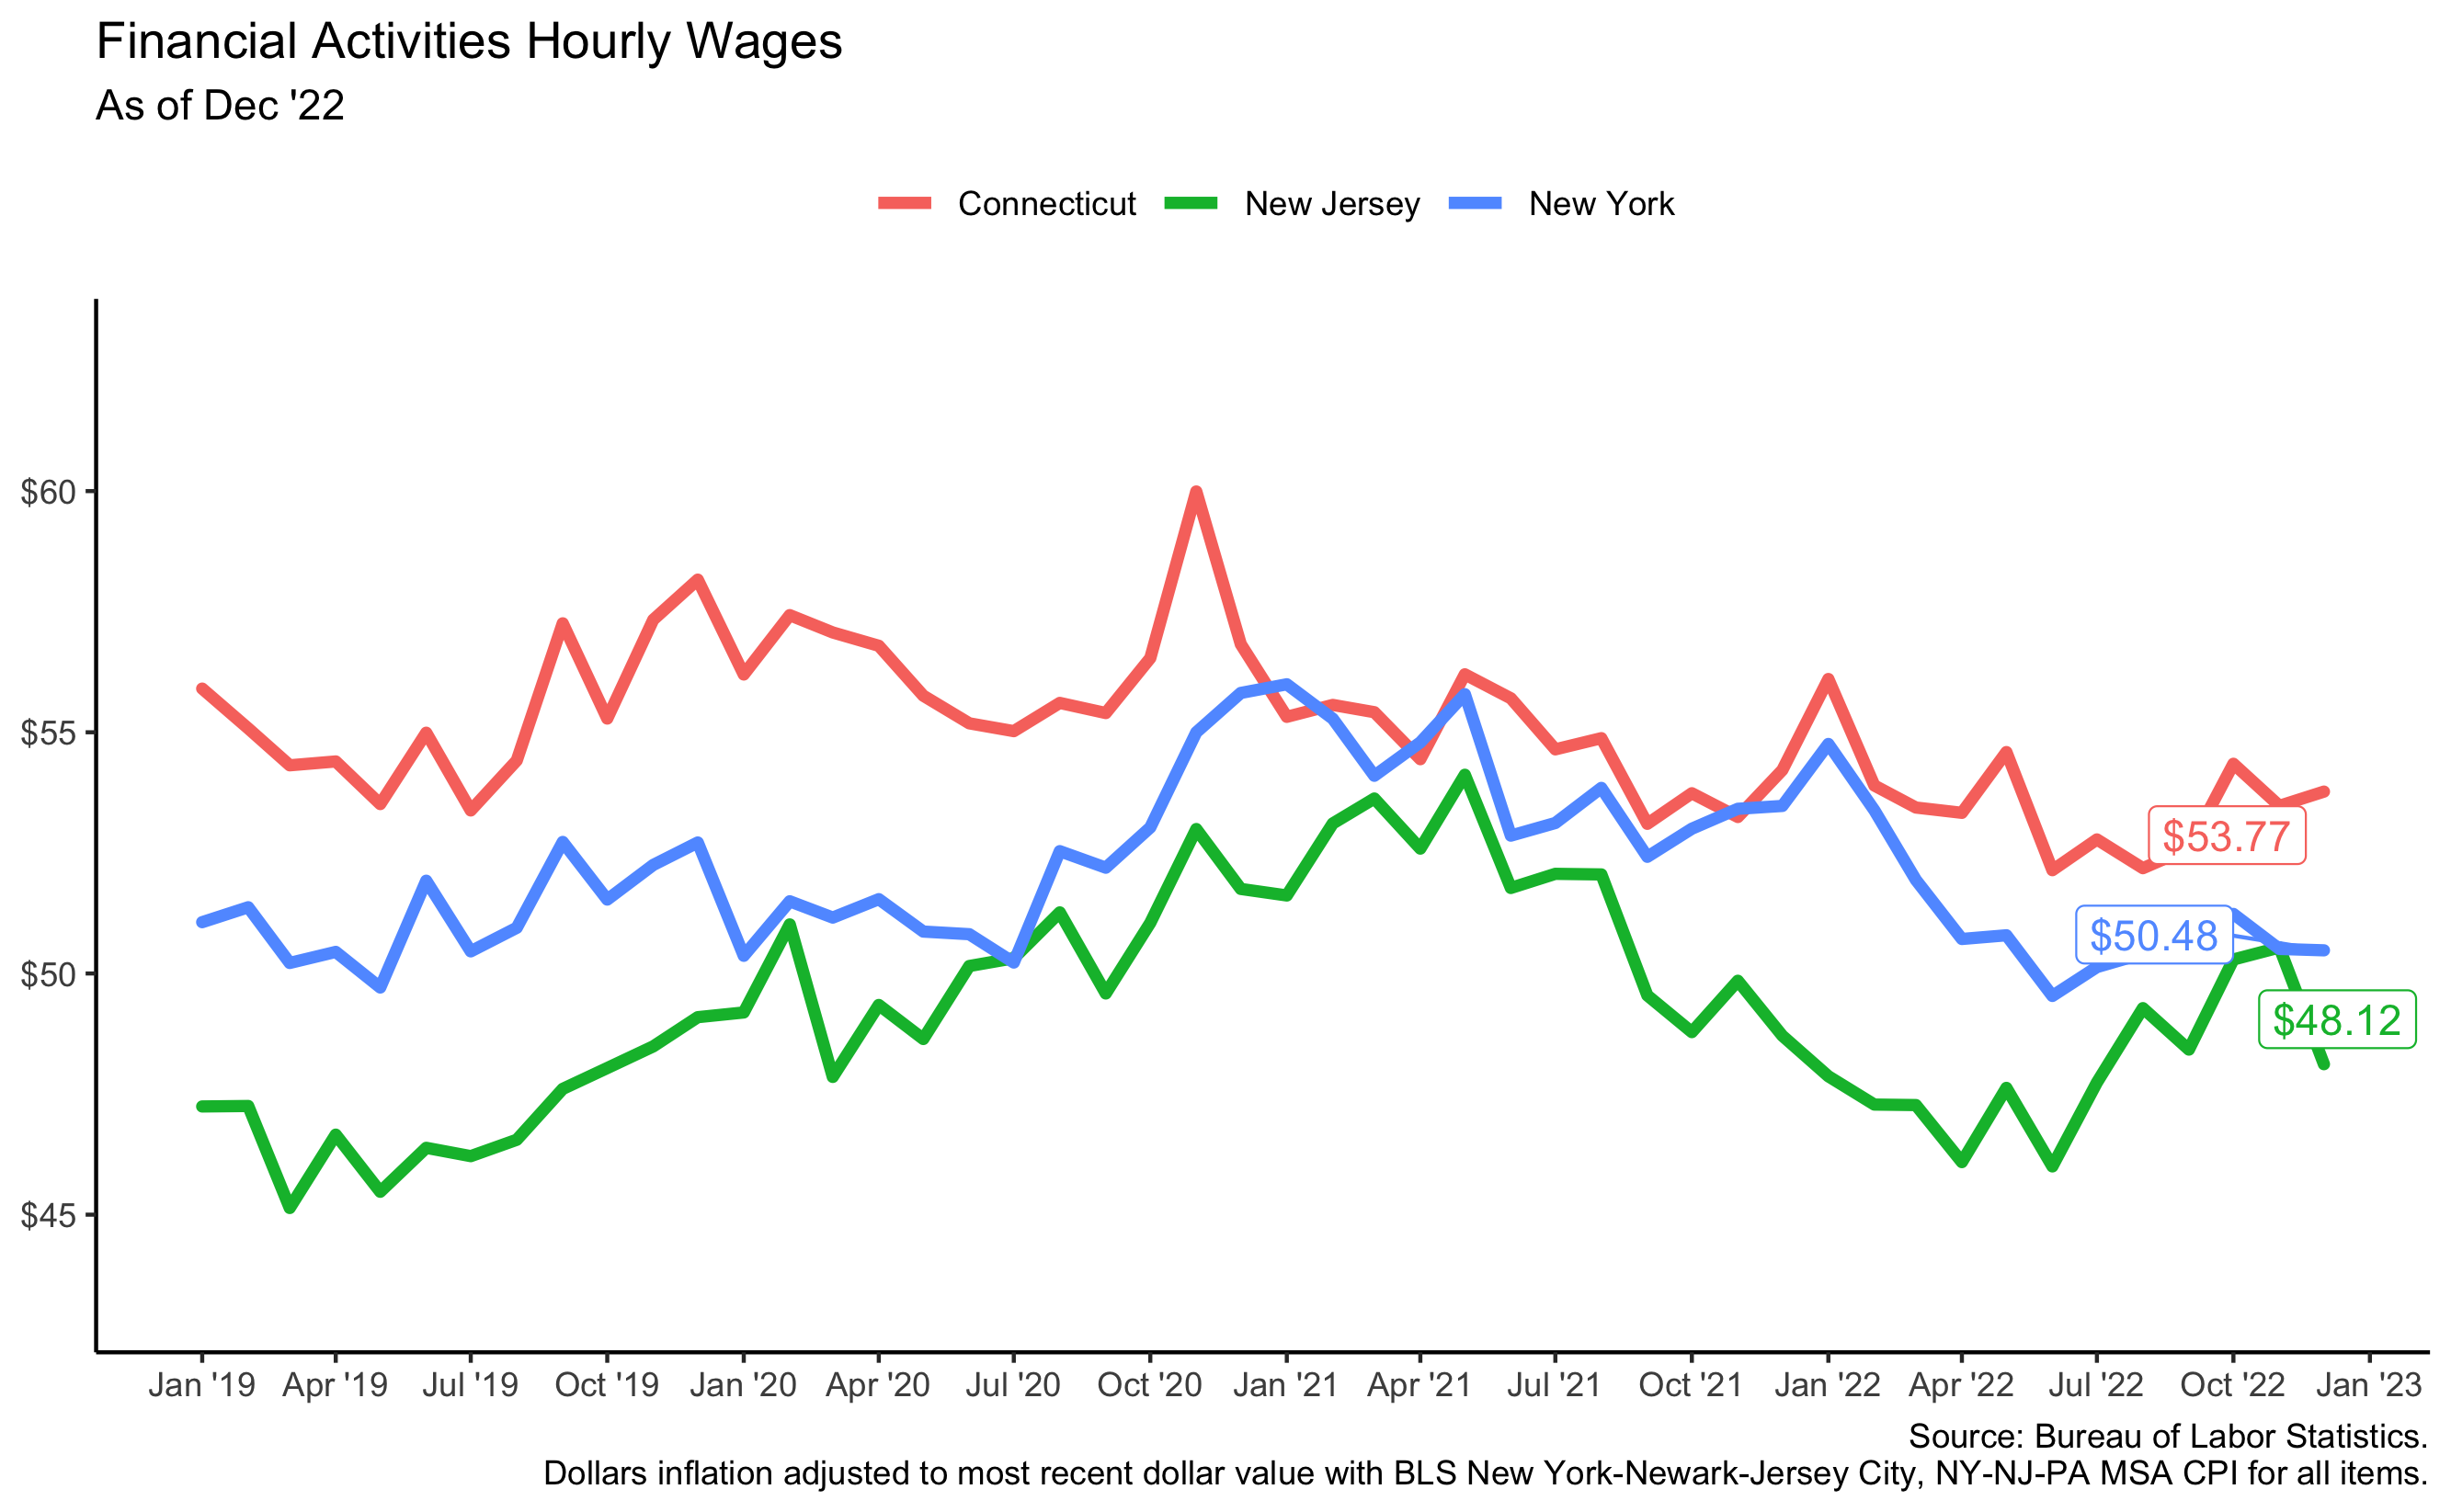 Financial Activities Hourly Wages
As of Dec '22
Connecticut New Jersey New York
$60
$55
$50
$45
$53.77
$50.48
$48.12
Jan '19 Apr '19 Jul '19 Oct '19 Jan '20 Apr '20 Jul '20 Oct '20 Jan '21 Apr '21 Jul '21 Oct '21 Jan '22 Apr '22 Jul '22 Oct '22 Jan '23
Source: Bureau of Labor Statistics.
Dollars inflation adjusted to most recent dollar value with BLS New York-Newark-Jersey City, NY-NJ-PA MSA CPI for all items.